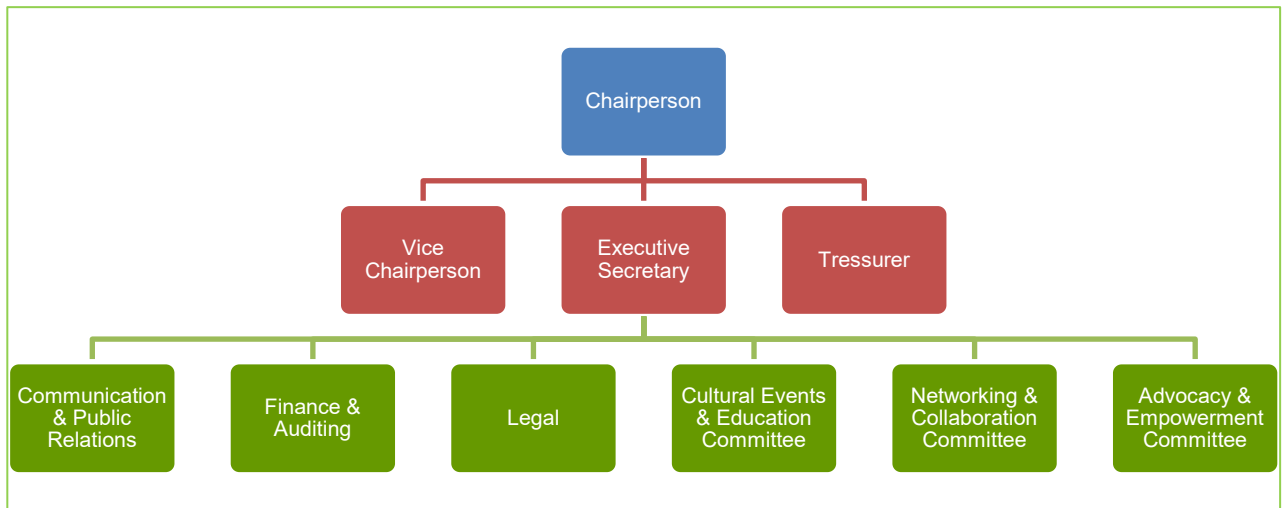 Chairperson
Vice
Chairperson
Executive
Secretary
Tressurer
Communication
& Public
Relations
Finance &
Auditing
Legal
Cultural Events
& Education
Committee
Networking &
Collaboration
Committee
Advocacy &
Empowerment
Committee